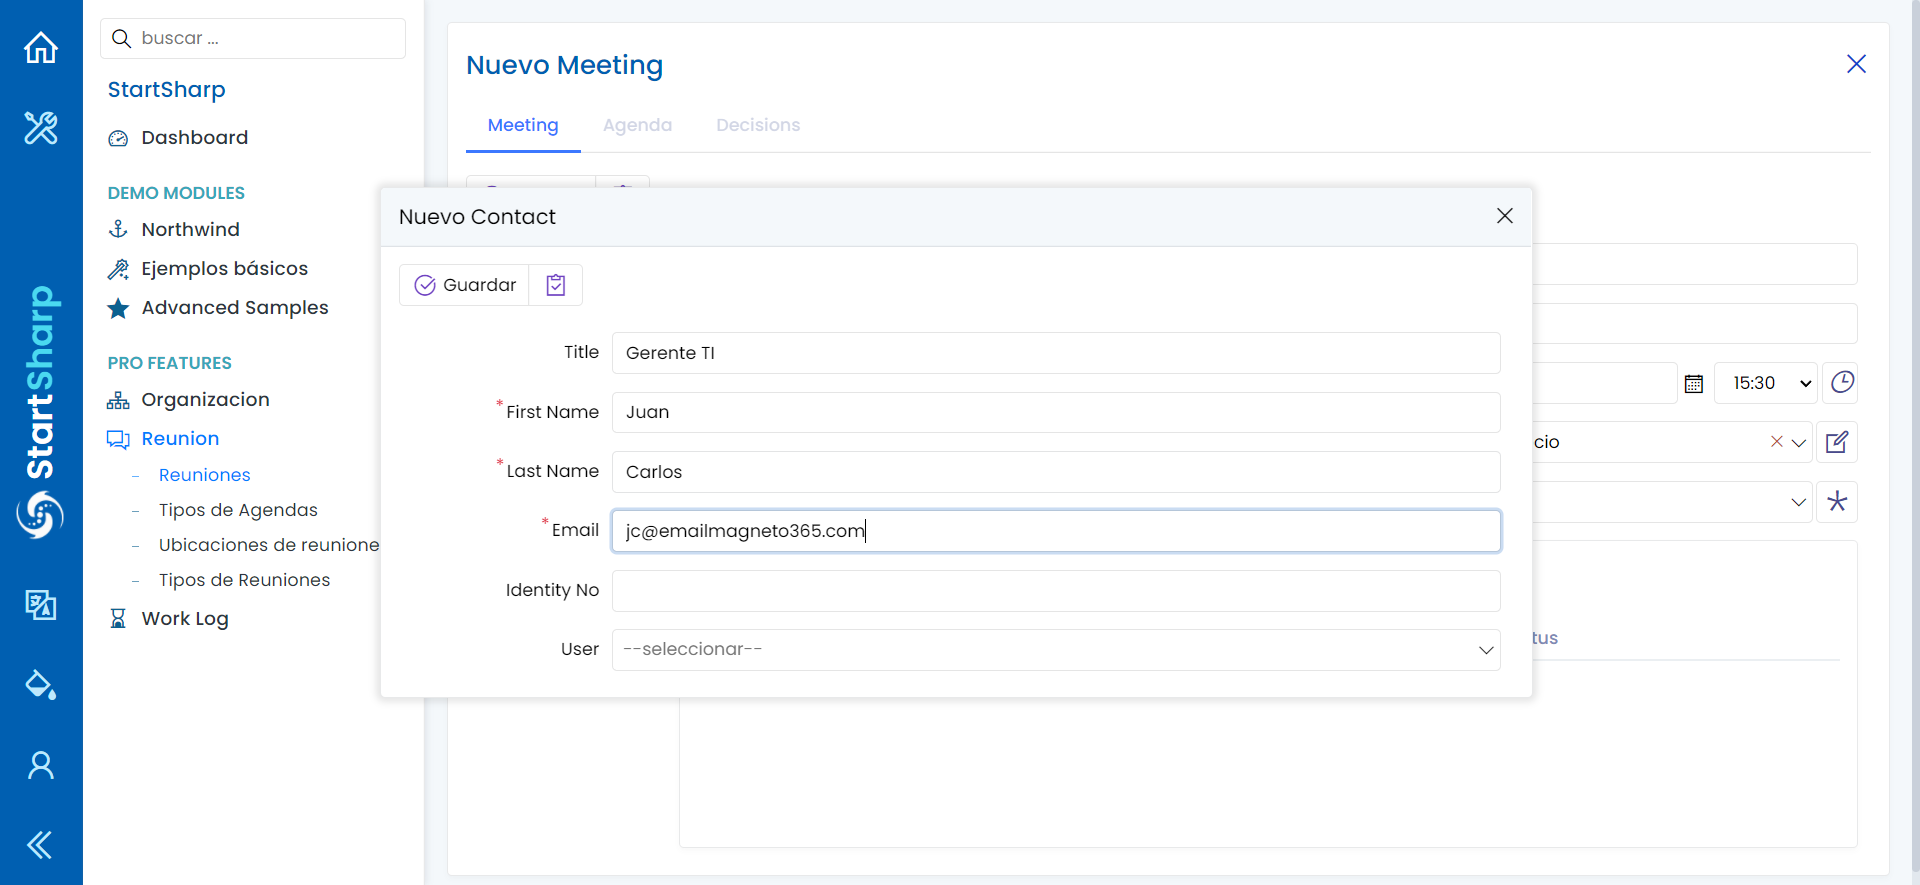 buscar ...
StartSharp
Dashboard
DEMO MODULES
Northwind
Ejemplos básicos
Advanced Samples
PRO FEATURES
Organizacion
Reunion
Reuniones
Tipos de Agendas
Ubicaciones de reunione
Tipos de Reuniones
Work Log
StartSharp
Nuevo Meeting
Meeting
Agenda
Decisions
Nuevo Contact
Guardar
Title
Gerente TI
*First Name
Juan
*Last Name
Carlos
*Email
jc@emailmagneto365.com
Identity No
User
--seleccionar--
15:30
cio
tus